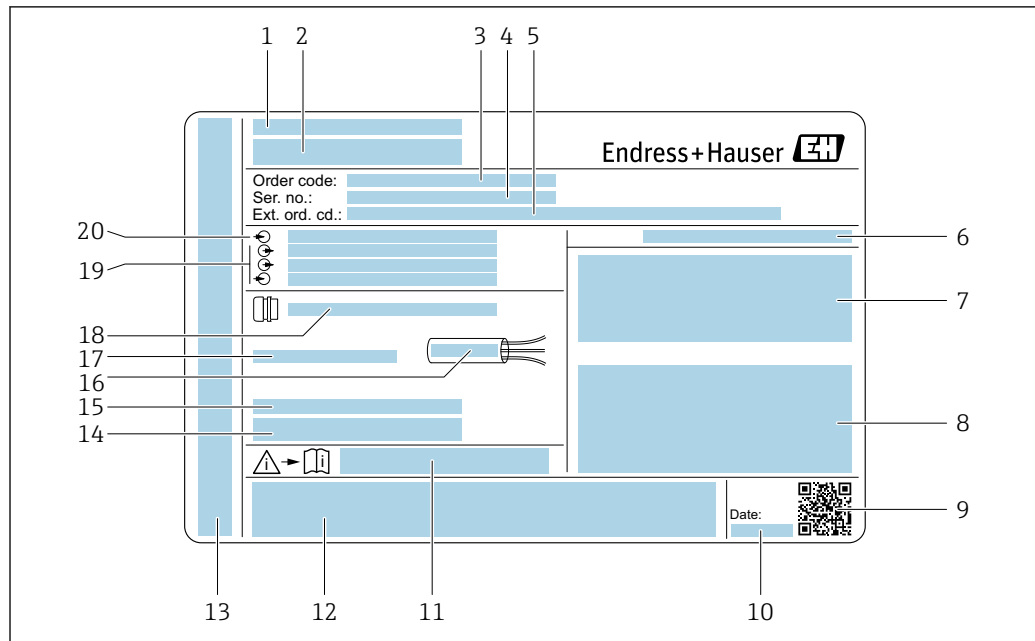 1 2 3 4 5
Endress+Hauser EH
Order code:
Ser. no.:
Ext. ord. cd.:
20 6
19
i 7
18
17
16
15
14 8
i i
11
Date: 9
13 12 11 10